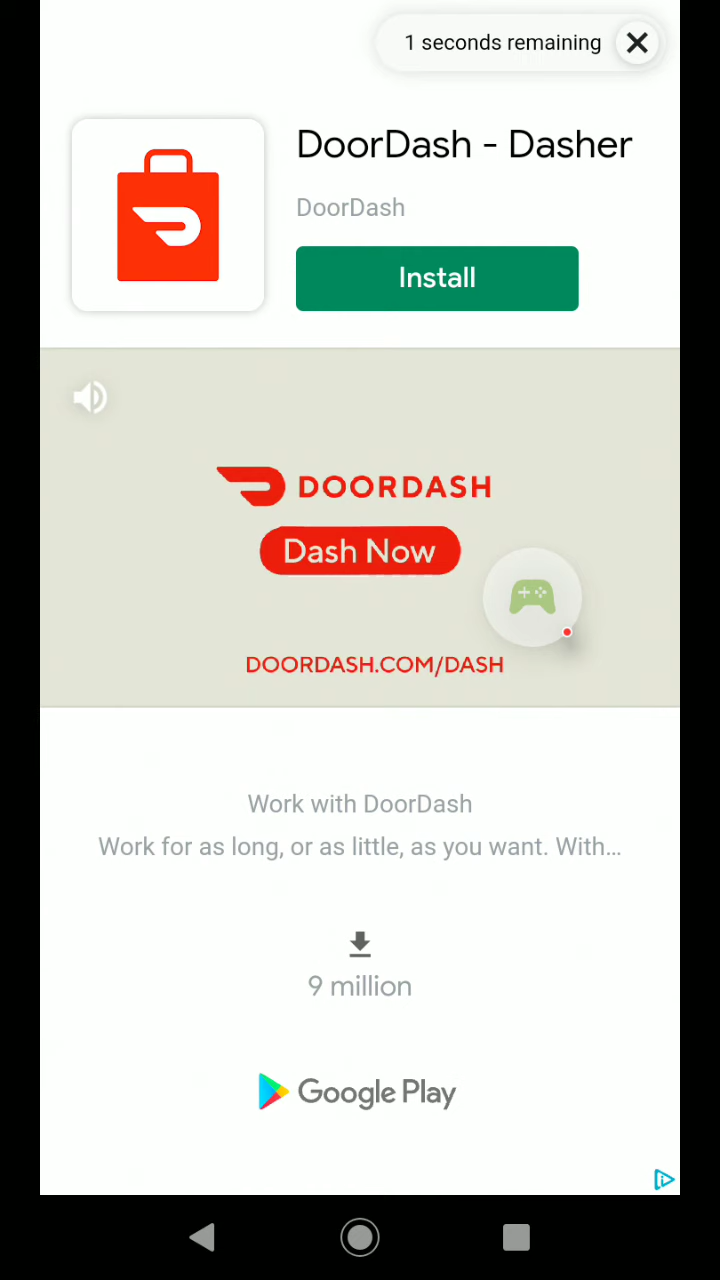 1 seconds remaining
DoorDash - Dasher
DoorDash
Install
DOORDASH
Dash Now
DOORDASH.COM/DASH
Work with DoorDash
Work for as long, or as little, as you want. With...
9 million
Google Play